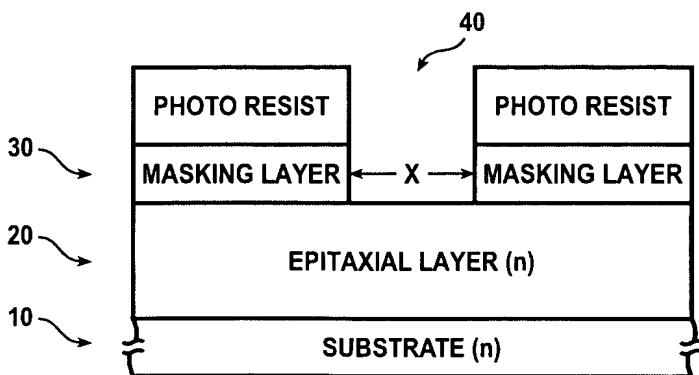 40
PHOTO RESIST PHOTO RESIST
30 MASKING LAYER X MASKING LAYER
20 EPITAXIAL LAYER (n)
10 SUBSTRATE (n)